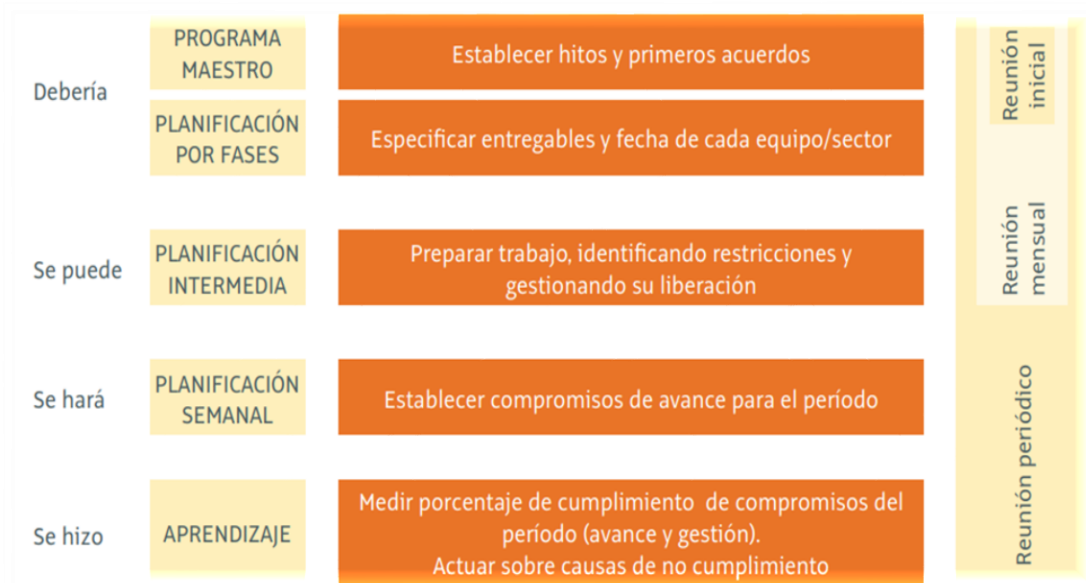 Debería
PROGRAMA
MAESTRO
Establecer hitos y primeros acuerdos
PLANIFICACIÓN
POR FASES
Especificar entregables y fecha de cada equipo/sector
Se puede
PLANIFICACIÓN
INTERMEDIA
Preparar trabajo, identificando restricciones y
gestionando su liberación
Se hará
PLANIFICACIÓN
SEMANAL
Establecer compromisos de avance para el período
Se hizo
APRENDIZAJE
Medir porcentaje de cumplimiento de compromisos del
período (avance y gestión).
Actuar sobre causas de no cumplimiento
Reunión
inicial
Reunión
mensual
Reunión periódico